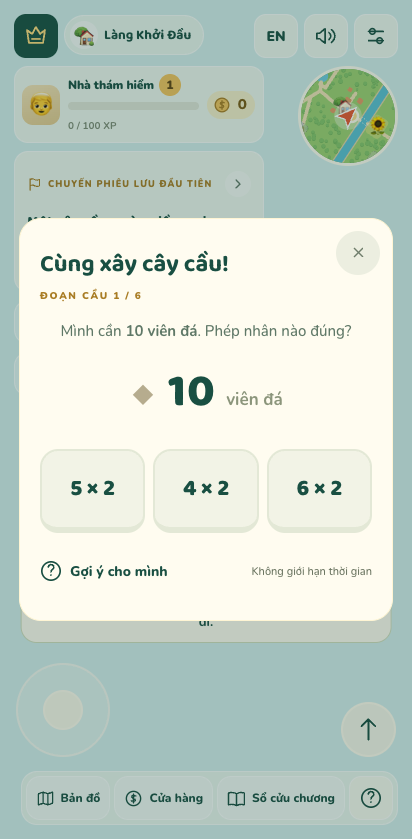 Làng Khởi Đầu
EN
Nhà thám hiểm 1
0
0 / 100 XP
CHUYẾN PHIÊU LƯU ĐẦU TIÊN
Cùng xây cây cầu!
ĐOẠN CẦU 1 / 6
Mình cần 10 viên đá. Phép nhân nào đúng?
10 viên đá
5 × 2
4 × 2
6 × 2
Gợi ý cho mình
Không giới hạn thời gian
đi.
Bản đồ
Cửa hàng
Sổ cửu chương